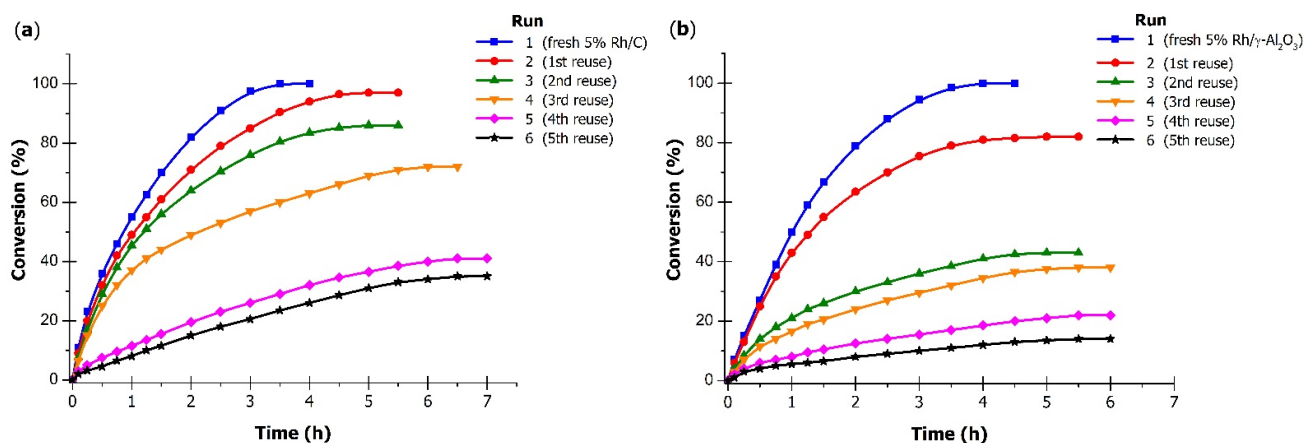 (a)
Run
1 (fresh 5% Rh/C)
2 (1st reuse)
3 (2nd reuse)
4 (3rd reuse)
5 (4th reuse)
6 (5th reuse)
100
80
60
40
20
0
Conversion (%)
0 1 2 3 4 5 6 7
Time (h)
(b)
Run
1 (fresh 5% Rh/γ-Al₂O₃)
2 (1st reuse)
3 (2nd reuse)
4 (3rd reuse)
5 (4th reuse)
6 (5th reuse)
100
80
60
40
20
0
Conversion (%)
0 1 2 3 4 5 6 7
Time (h)